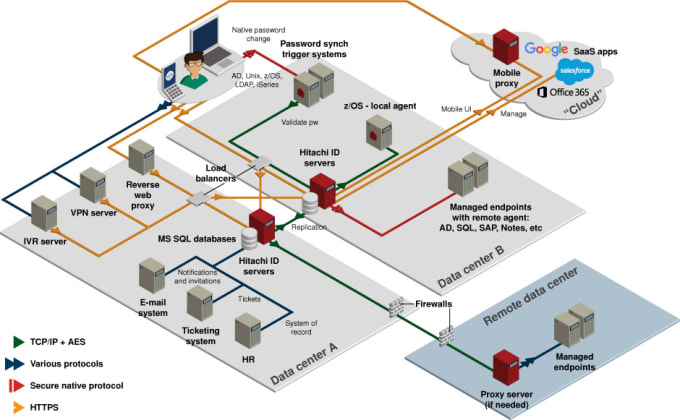 Native password
change
Password synch
trigger systems
AD, Unix, z/OS,
LDAP, iSeries
Validate pw
z/OS - local agent
Mobile
proxy
Google
SaaS apps
salesforce
Office 365
“Cloud”
Mobile UI
Manage
Hitachi ID
servers
Load
balancers
Reverse
web
proxy
VPN server
IVR server
MS SQL databases
Hitachi ID
servers
Replication
Managed endpoints
with remote agent:
AD, SQL, SAP, Notes, etc
Data center B
Notifications
and invitations
E-mail
system
Tickets
Ticketing
system
System of
record
HR
Data center A
Firewalls
Remote data center
Managed
endpoints
Proxy server
(if needed)
TCP/IP + AES
Various protocols
Secure native protocol
HTTPS